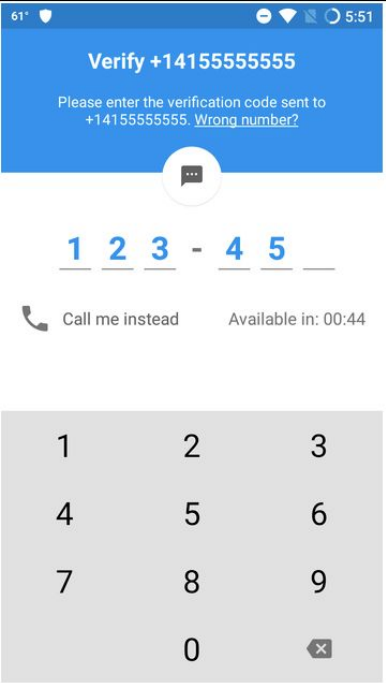 61° 5:51
Verify +14155555555
Please enter the verification code sent to
+14155555555. Wrong number?
1 2 3 - 4 5
Call me instead Available in: 00:44
1 2 3
4 5 6
7 8 9
0